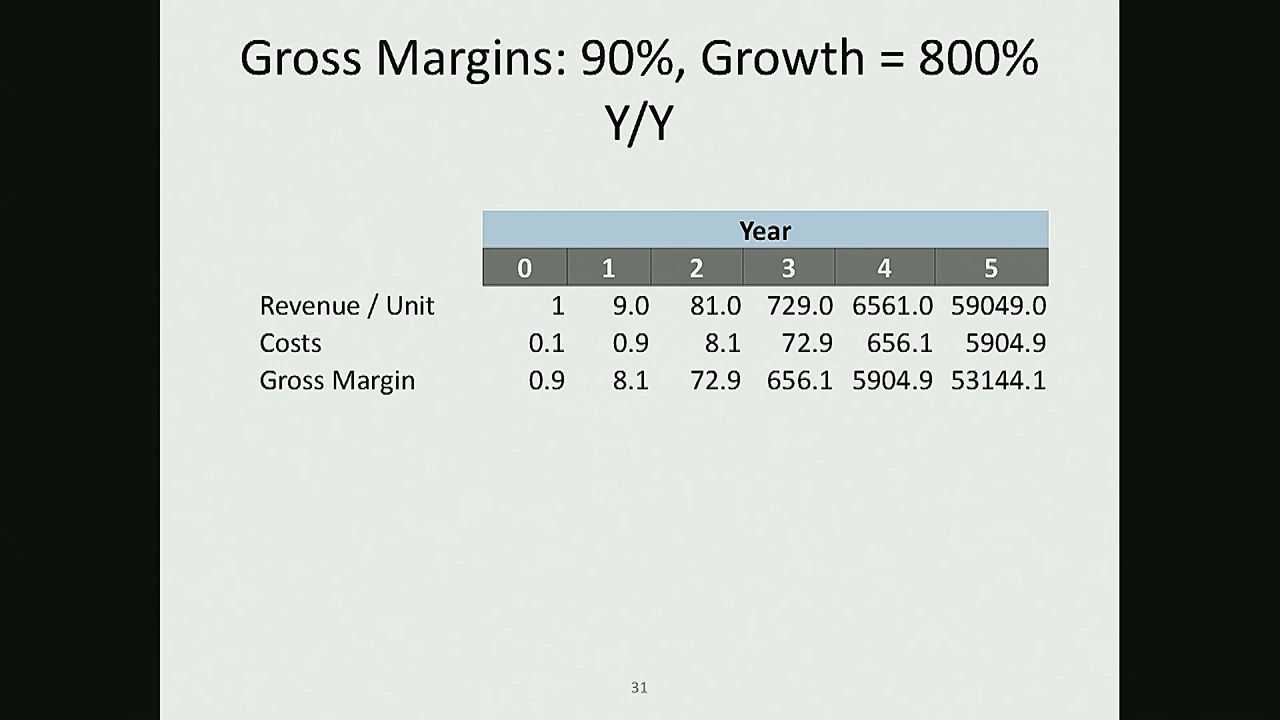 Gross Margins: 90%, Growth = 800%
Y/Y
Year
0 1 2 3 4 5
Revenue / Unit 1 9.0 81.0 729.0 6561.0 59049.0
Costs 0.1 0.9 8.1 72.9 656.1 5904.9
Gross Margin 0.9 8.1 72.9 656.1 5904.9 53144.1
31